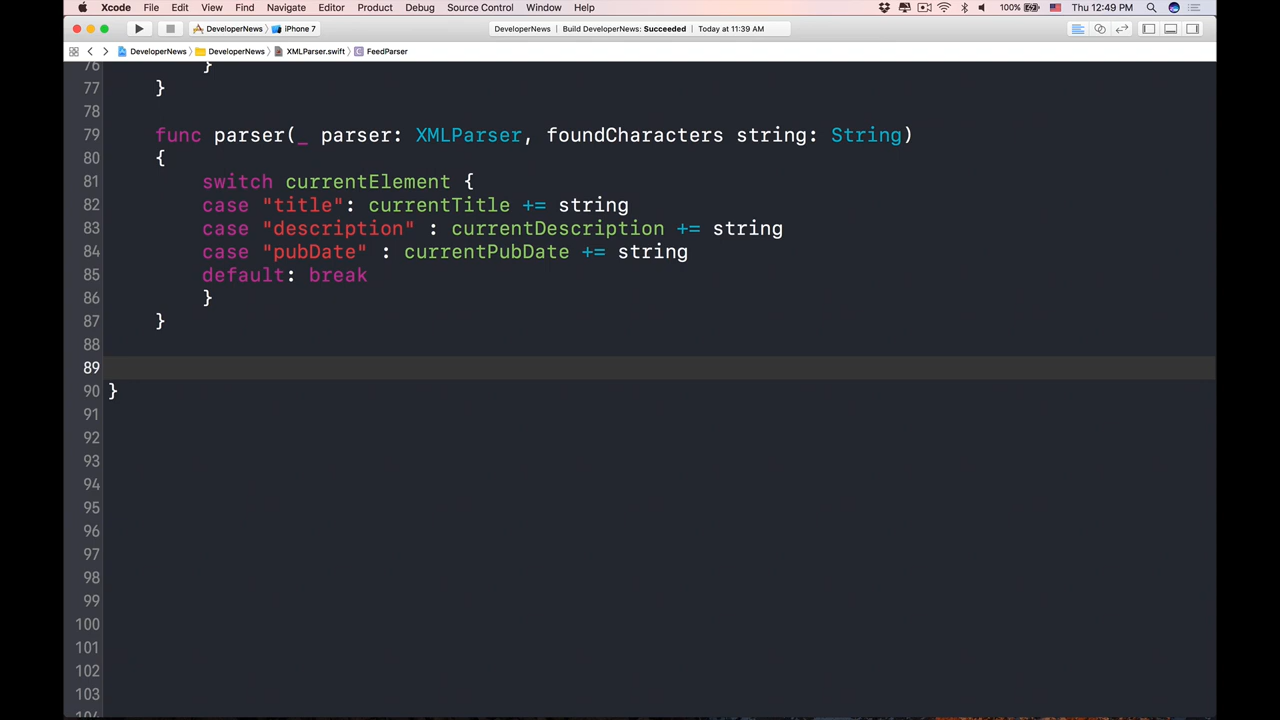 Xcode File Edit View Find Navigate Editor Product Debug Source Control Window Help 100% Thu 12:49 PM
DeveloperNews iPhone 7 DeveloperNews Build DeveloperNews: Succeeded Today at 11:39 AM
DeveloperNews DeveloperNews XMLParser.swift C FeedParser
76 }
77 }
78
79 func parser(_ parser: XMLParser, foundCharacters string: String)
80 {
81 switch currentElement {
82 case "title": currentTitle += string
83 case "description" : currentDescription += string
84 case "pubDate" : currentPubDate += string
85 default: break
86 }
87 }
88
89
90 }
91
92
93
94
95
96
97
98
99
100
101
102
103
104